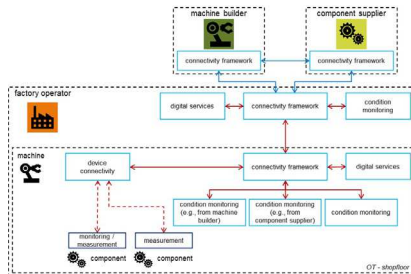 machine builder
component supplier
connectivity framework
connectivity framework
factory operator
digital services
connectivity framework
condition
monitoring
machine
device
connectivity
connectivity framework
digital services
condition monitoring
(e.g., from machine
builder)
condition monitoring
(e.g., from
component supplier)
condition monitoring
monitoring /
measurement
measurement
component
component
OT - shopfloor